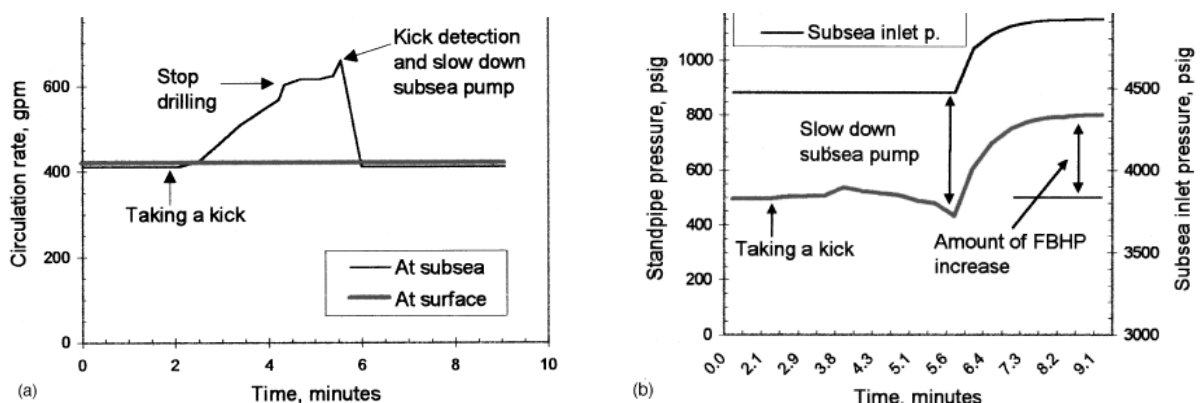 Circulation rate, gpm
600
400
200
0
Stop
drilling
Kick detection
and slow down
subsea pump
Taking a kick
At subsea
At surface
0 2 4 6 8 10
Time, minutes
(a)
Standpipe pressure, psig
1000
800
600
400
200
0
Subsea inlet p.
Slow down
subsea pump
Taking a kick
Amount of FBHP
increase
4500
4000
3500
3000
Subsea inlet pressure, psig
0.0 2.1 2.9 3.8 4.3 5.1 5.6 6.4 7.3 8.2 9.1
Time, minutes
(b)